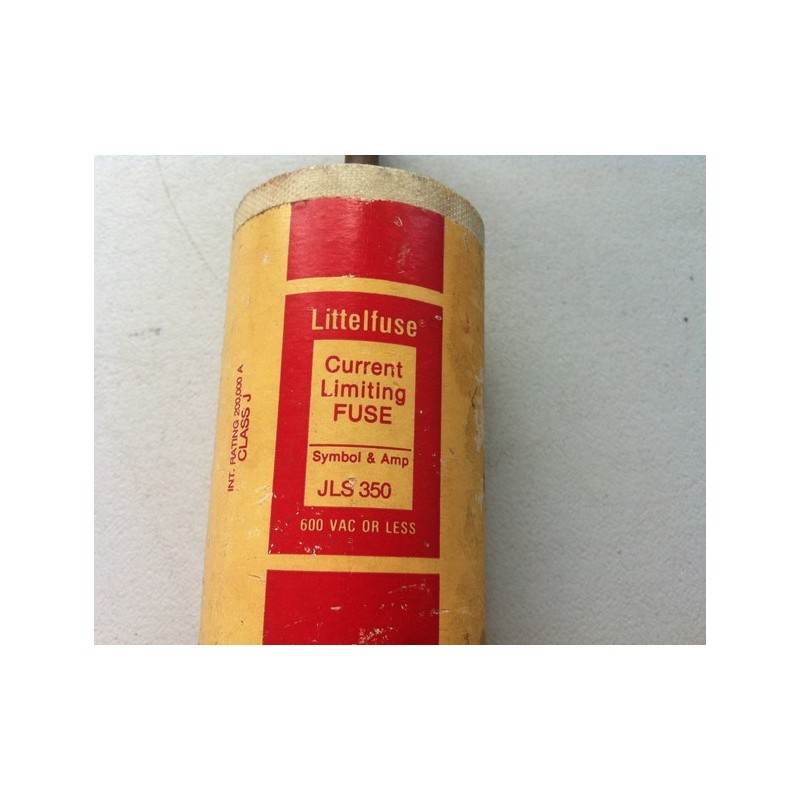 Littelfuse®
Current
Limiting
FUSE
Symbol & Amp
JLS 350
600 VAC OR LESS
INT. RATING 200,000 A
CLASS J